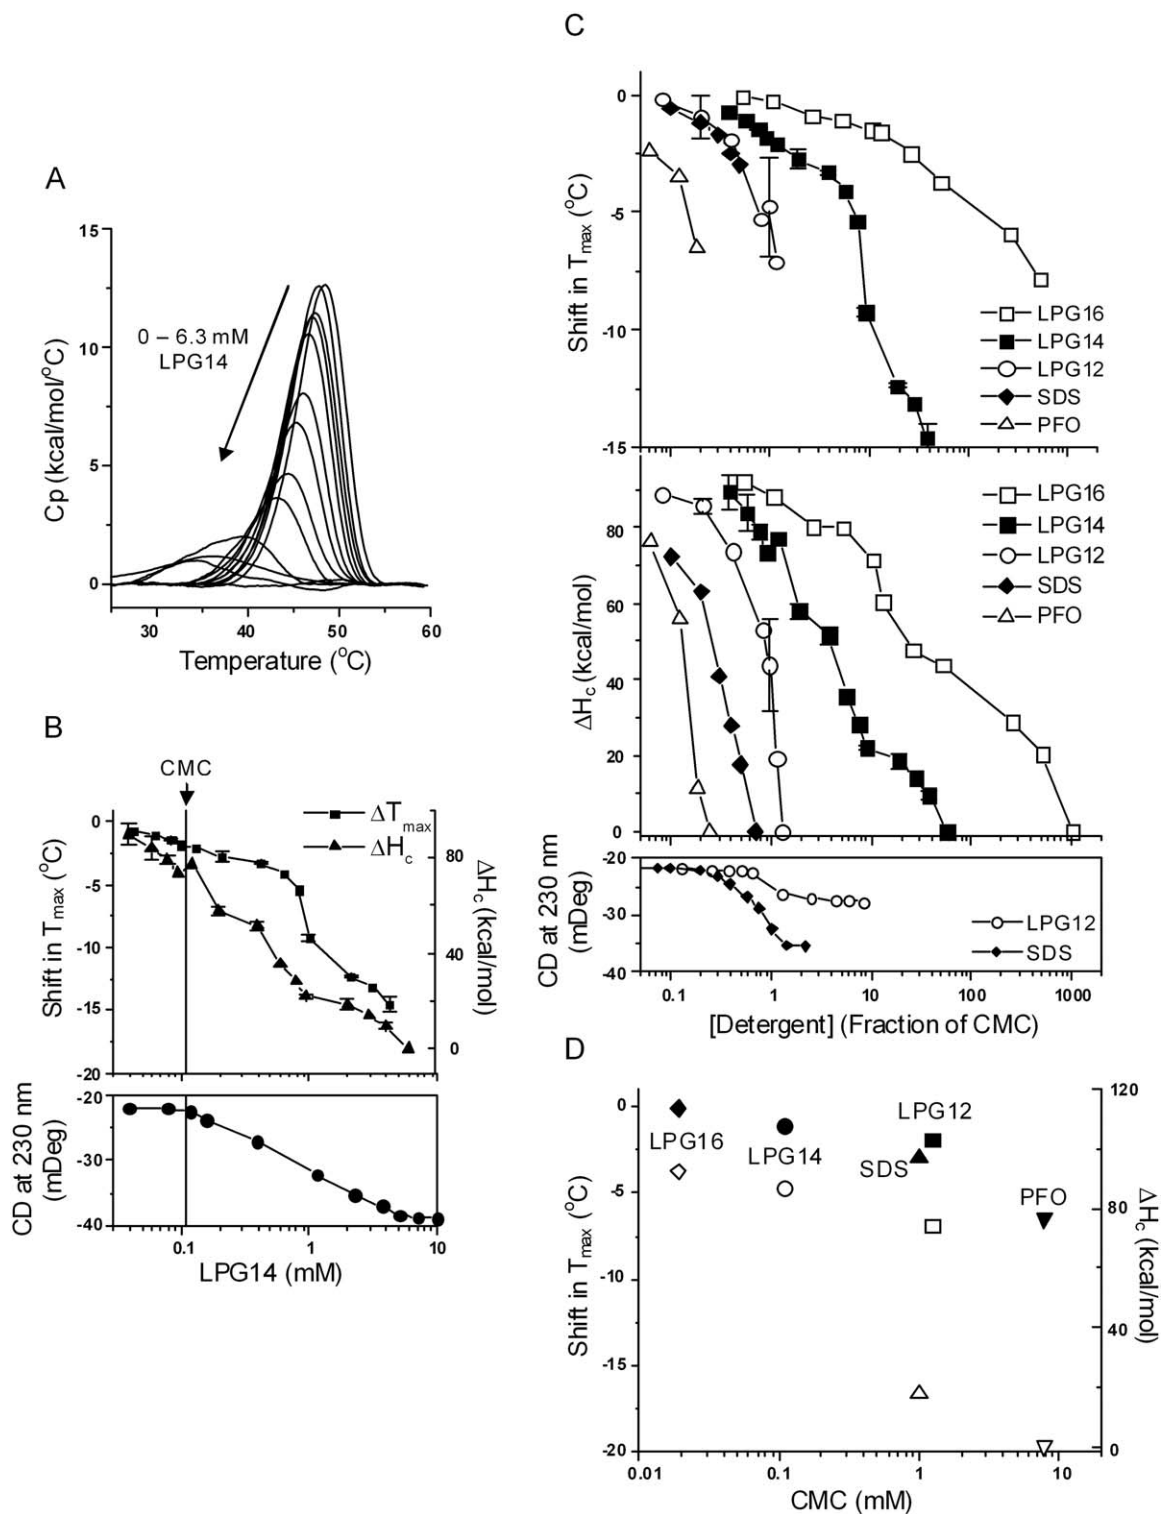 A
15
10
5
0
Cp (kcal/mol/°C)
0 – 6.3 mM
LPG14
30 40 50 60
Temperature (°C)
B
CMC
ΔTmax
ΔHc
0
-5
-10
-15
-20
Shift in Tmax (°C)
80
40
0
ΔHc (kcal/mol)
-20
-30
-40
CD at 230 nm
(mDeg)
0.1 1 10
LPG14 (mM)
C
0
-5
-10
-15
Shift in Tmax (°C)
LPG16
LPG14
LPG12
SDS
PFO
80
60
40
20
0
ΔHc (kcal/mol)
LPG16
LPG14
LPG12
SDS
PFO
-20
-30
-40
CD at 230 nm
(mDeg)
LPG12
SDS
0.1 1 10 100 1000
[Detergent] (Fraction of CMC)
D
0
-5
-10
-15
-20
Shift in Tmax (°C)
LPG16
LPG14
SDS
LPG12
PFO
120
80
40
0
ΔHc (kcal/mol)
0.01 0.1 1 10
CMC (mM)